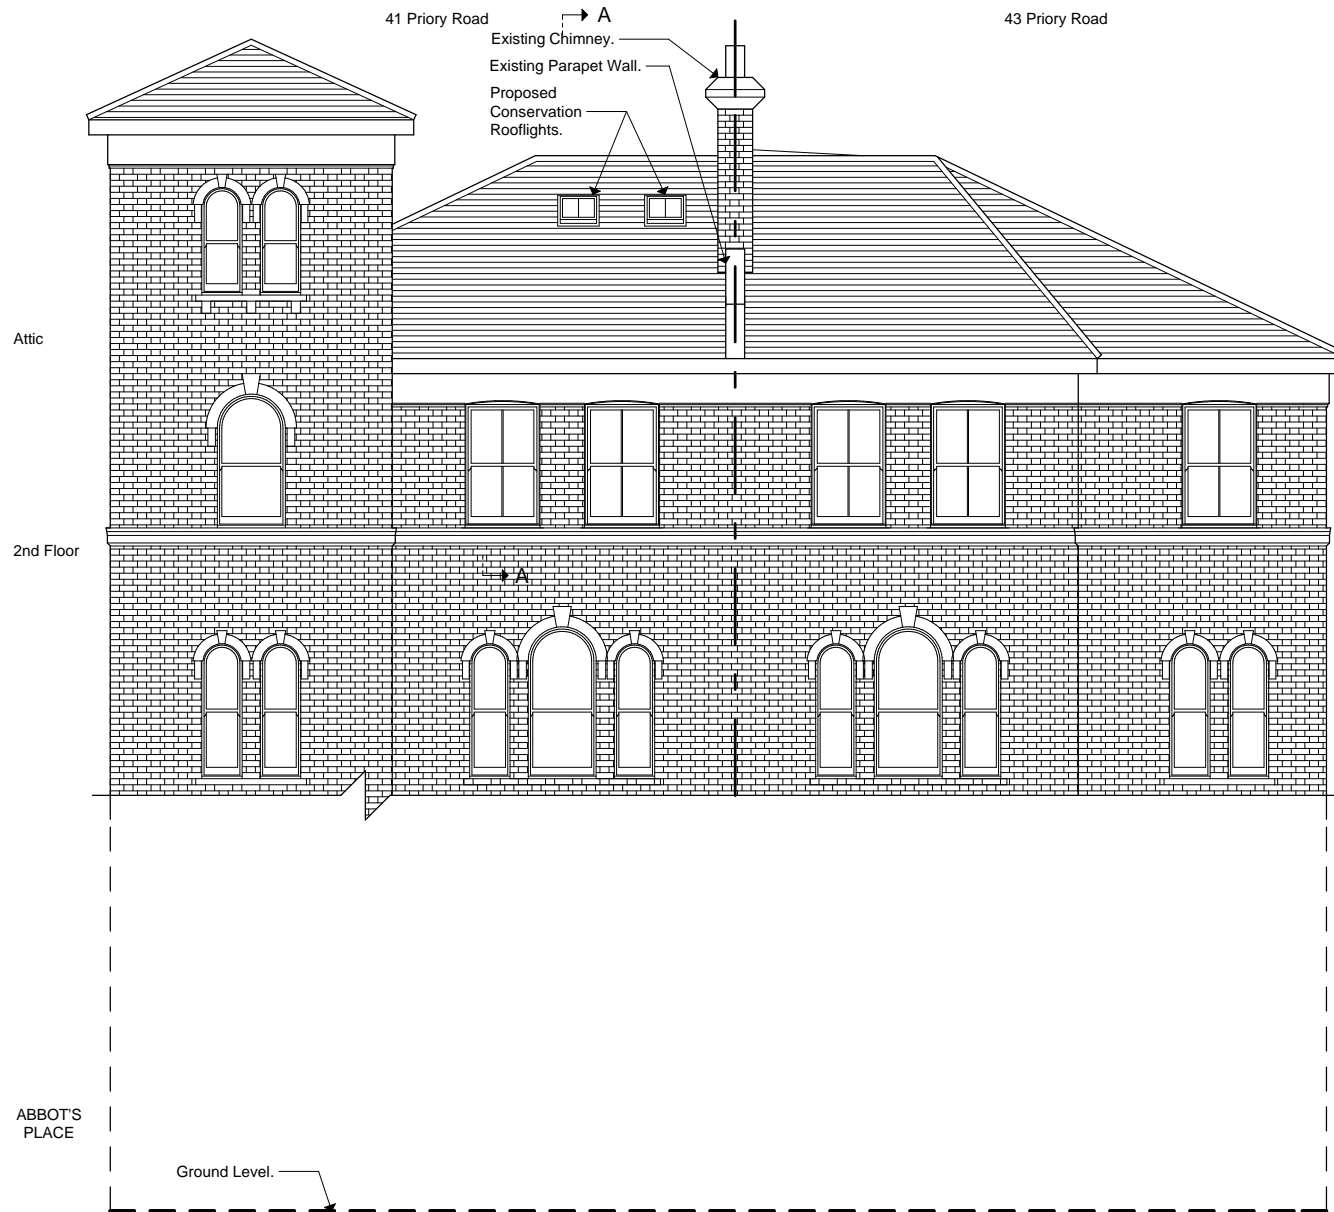 41 Priory Road
A
43 Priory Road
Existing Chimney.
Existing Parapet Wall.
Proposed
Conservation
Rooflights.
Attic
2nd Floor
A
ABBOT'S
PLACE
Ground Level.